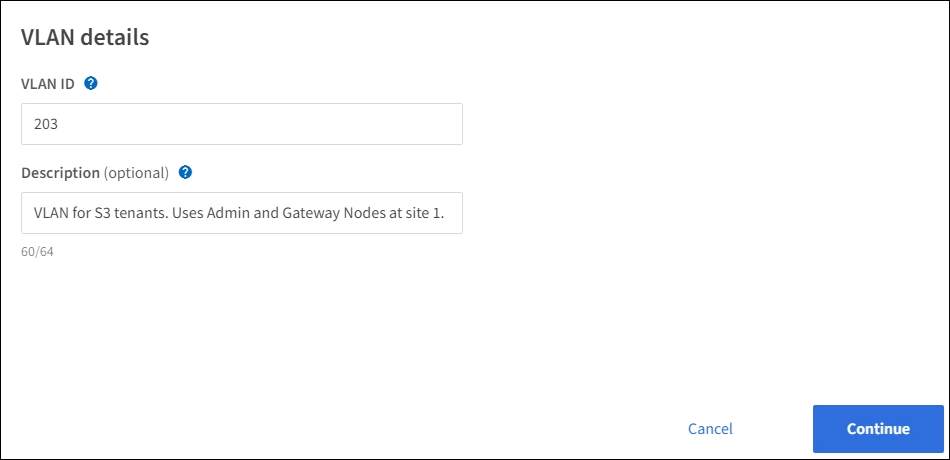 VLAN details
VLAN ID ?
203
Description (optional) ?
VLAN for S3 tenants. Uses Admin and Gateway Nodes at site 1.
60/64
Cancel Continue